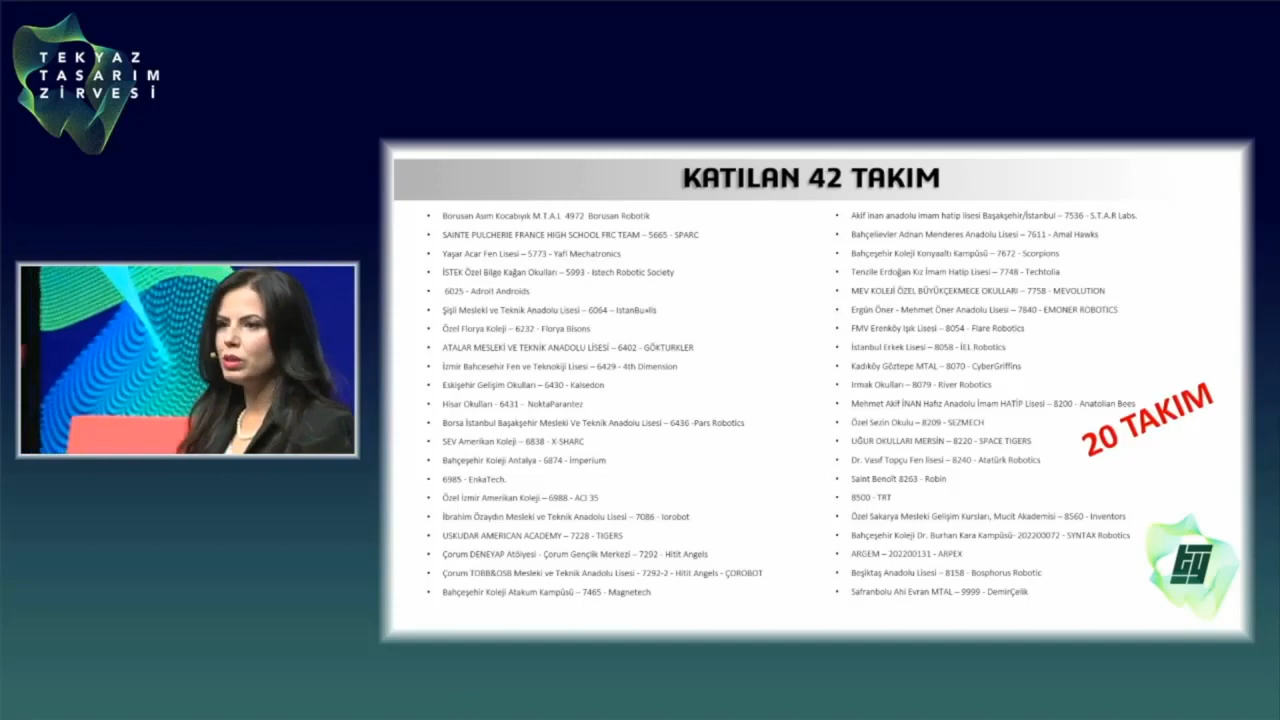 TEKYAZ
TASARIM
ZİRVESİ
KATILAN 42 TAKIM
• Borusan Asım Kocabıyık M.T.A.L 4972 Borusan Robotik
• SAINTE PULCHERIE FRANCE HIGH SCHOOL FRC TEAM – 5665 - SPARC
• Yaşar Acar Fen Lisesi – 5773 - Yafl Mechatronics
• İSTEK Özel Bilge Kağan Okulları – 5993 - Istech Robotic Society
• 6025 - Adroit Androids
• Şişli Mesleki ve Teknik Anadolu Lisesi – 6064 – IstanBu»lls
• Özel Florya Koleji – 6232 - Florya Bisons
• ATALAR MESLEKİ VE TEKNİK ANADOLU LİSESİ – 6402 - GÖKTURKLER
• İzmir Bahcesehir Fen ve Teknokiji Lisesi – 6429 - 4th Dimension
• Eskişehir Gelişim Okulları – 6430 - Kalsedon
• Hisar Okulları - 6431 - NoktaParantez
• Borsa İstanbul Başakşehir Mesleki Ve Teknik Anadolu Lisesi – 6436 -Pars Robotics
• SEV Amerikan Koleji – 6838 - X-SHARC
• Bahçeşehir Koleji Antalya - 6874 - İmperium
• 6985 - EnkaTech.
• Özel İzmir Amerikan Koleji – 6988 - ACI 35
• İbrahim Özaydın Mesleki ve Teknik Anadolu Lisesi – 7086 - Iorobot
• USKUDAR AMERICAN ACADEMY – 7228 - TIGERS
• Çorum DENEYAP Atölyesi - Çorum Gençlik Merkezi – 7292 - Hitit Angels
• Çorum TOBB&OSB Mesleki ve Teknik Anadolu Lisesi - 7292-2 - Hitit Angels - ÇOROBOT
• Bahçeşehir Koleji Atakum Kampüsü – 7465 - Magnetech
• Akif inan anadolu imam hatip lisesi Başakşehir/İstanbul – 7536 - S.T.A.R Labs.
• Bahçelievler Adnan Menderes Anadolu Lisesi – 7611 - Amal Hawks
• Bahçeşehir Koleji Konyaaltı Kampüsü – 7672 - Scorpions
• Tenzile Erdoğan Kız İmam Hatip Lisesi – 7748 - Techtolia
• MEV KOLEJİ ÖZEL BÜYÜKÇEKMECE OKULLARI – 7758 - MEVOLUTION
• Ergün Öner - Mehmet Öner Anadolu Lisesi – 7840 - EMONER ROBOTICS
• FMV Erenköy Işık Lisesi – 8054 - Flare Robotics
• İstanbul Erkek Lisesi – 8058 - İEL Robotics
• Kadıköy Göztepe MTAL – 8070 - CyberGriffins
• Irmak Okulları – 8079 - River Robotics
• Mehmet Akif İNAN Hafız Anadolu İmam HATİP Lisesi – 8200 - Anatolian Bees
• Özel Sezin Okulu – 8209 - SEZMECH
• UĞUR OKULLARI MERSİN – 8220 - SPACE TIGERS
• Dr. Vasıf Topçu Fen lisesi – 8240 - Atatürk Robotics
• Saint Benoît 8263 - Robin
• 8500 - TRT
• Özel Sakarya Mesleki Gelişim Kursları, Mucit Akademisi – 8560 - Inventors
• Bahçeşehir Koleji Dr. Burhan Kara Kampüsü- 202200072 - SYNTAX Robotics
• ARGEM – 202200131 - ARPEX
• Beşiktaş Anadolu Lisesi – 8158 - Bosphorus Robotic
• Safranbolu Ahi Evran MTAL – 9999 - DemirÇelik
20 TAKIM
ty